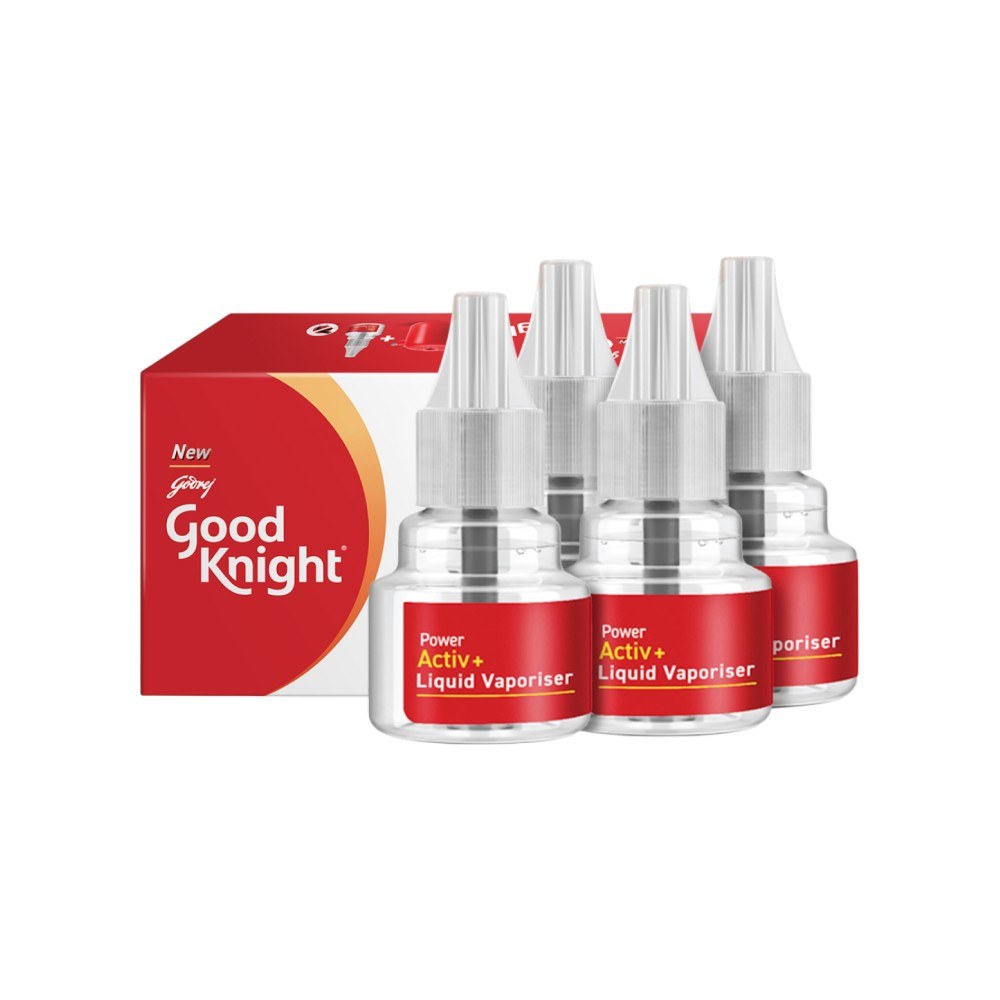 New
Godrej
Good
Knight®
Power
Activ+
Liquid Vaporiser
Power
Activ+
Liquid Vaporiser
poriser